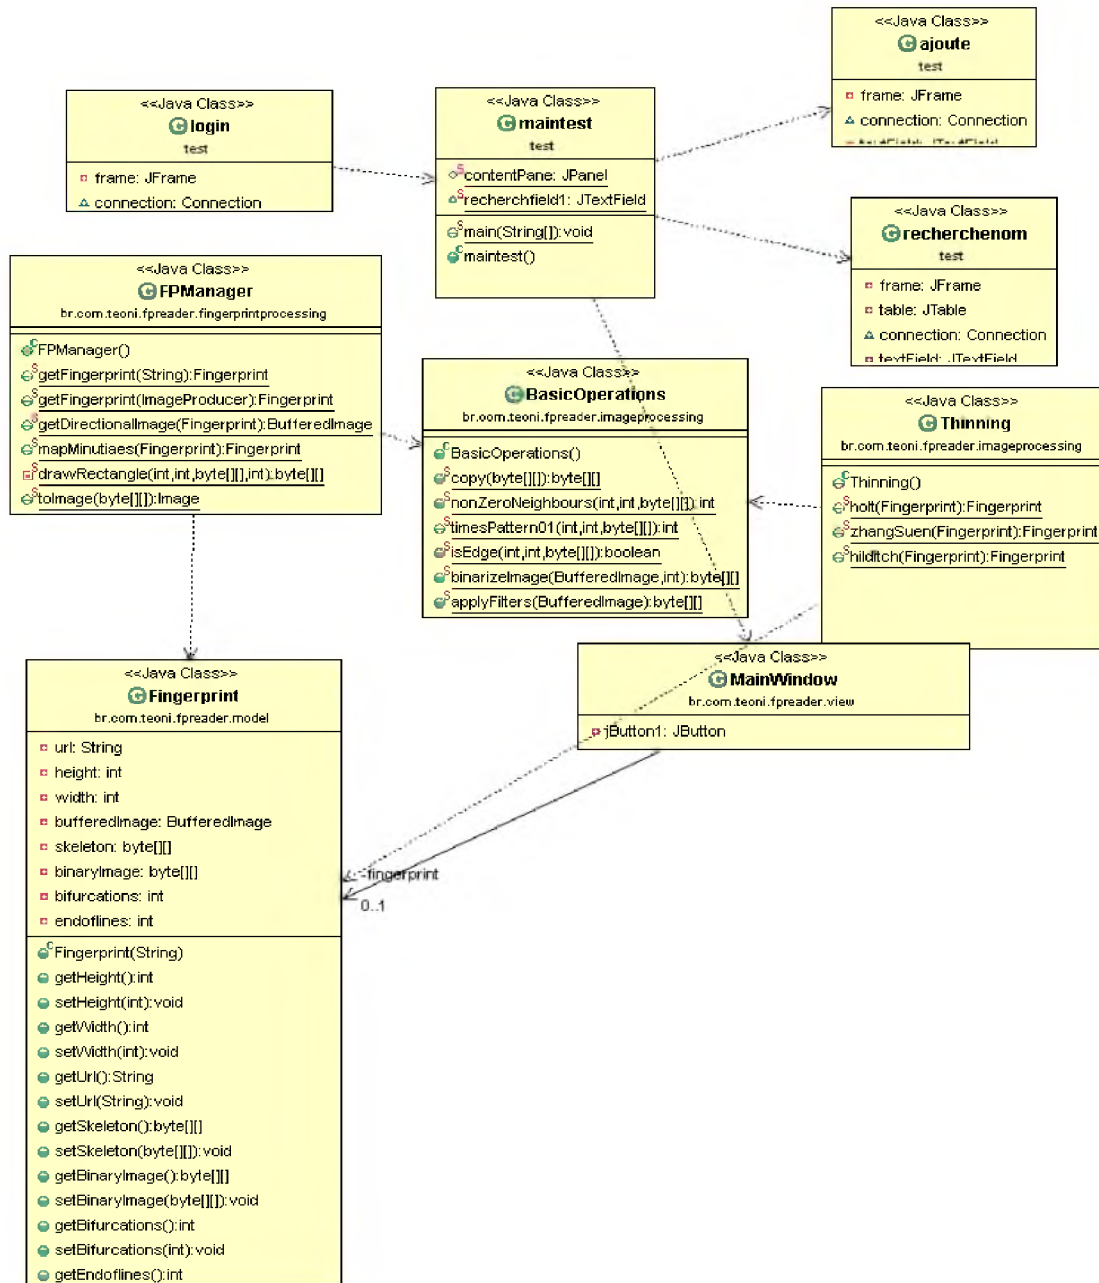 <<Java Class>>
ajoute
test
frame: JFrame
connection: Connection
<<Java Class>>
login
test
frame: JFrame
connection: Connection
<<Java Class>>
maintest
test
contentPane: JPanel
recherchfield1: JTextField
main(String[]):void
maintest()
<<Java Class>>
recherchenom
test
frame: JFrame
table: JTable
connection: Connection
textField: JTextField
<<Java Class>>
FPManager
br.com.teoni.fpreader.fingerprintprocessing
FPManager()
getFingerprint(String):Fingerprint
getFingerprint(ImageProducer):Fingerprint
getDirectionalImage(Fingerprint):BufferedImage
mapMinutiaes(Fingerprint):Fingerprint
drawRectangle(int,int,byte[][],int):byte[][]
toImage(byte[][]):Image
<<Java Class>>
BasicOperations
br.com.teoni.fpreader.imageprocessing
BasicOperations()
copy(byte[][]):byte[][]
nonZeroNeighbours(int,int,byte[][]):int
timesPattern01(int,int,byte[][]):int
isEdge(int,int,byte[][]):boolean
binarizeImage(BufferedImage,int):byte[][]
applyFilters(BufferedImage):byte[][]
<<Java Class>>
Thinning
br.com.teoni.fpreader.imageprocessing
Thinning()
holt(Fingerprint):Fingerprint
zhangSuen(Fingerprint):Fingerprint
hilditch(Fingerprint):Fingerprint
<<Java Class>>
MainWindow
br.com.teoni.fpreader.view
jButton1: JButton
<<Java Class>>
Fingerprint
br.com.teoni.fpreader.model
url: String
height: int
width: int
bufferedImage: BufferedImage
skeleton: byte[][]
binaryImage: byte[][]
bifurcations: int
endoflines: int
-fingerprint
0..1
Fingerprint(String)
getHeight():int
setHeight(int):void
getWidth():int
setWidth(int):void
getUrl():String
setUrl(String):void
getSkeleton():byte[][]
setSkeleton(byte[][]):void
getBinaryImage():byte[][]
setBinaryImage(byte[][]):void
getBifurcations():int
setBifurcations(int):void
getEndoflines():int